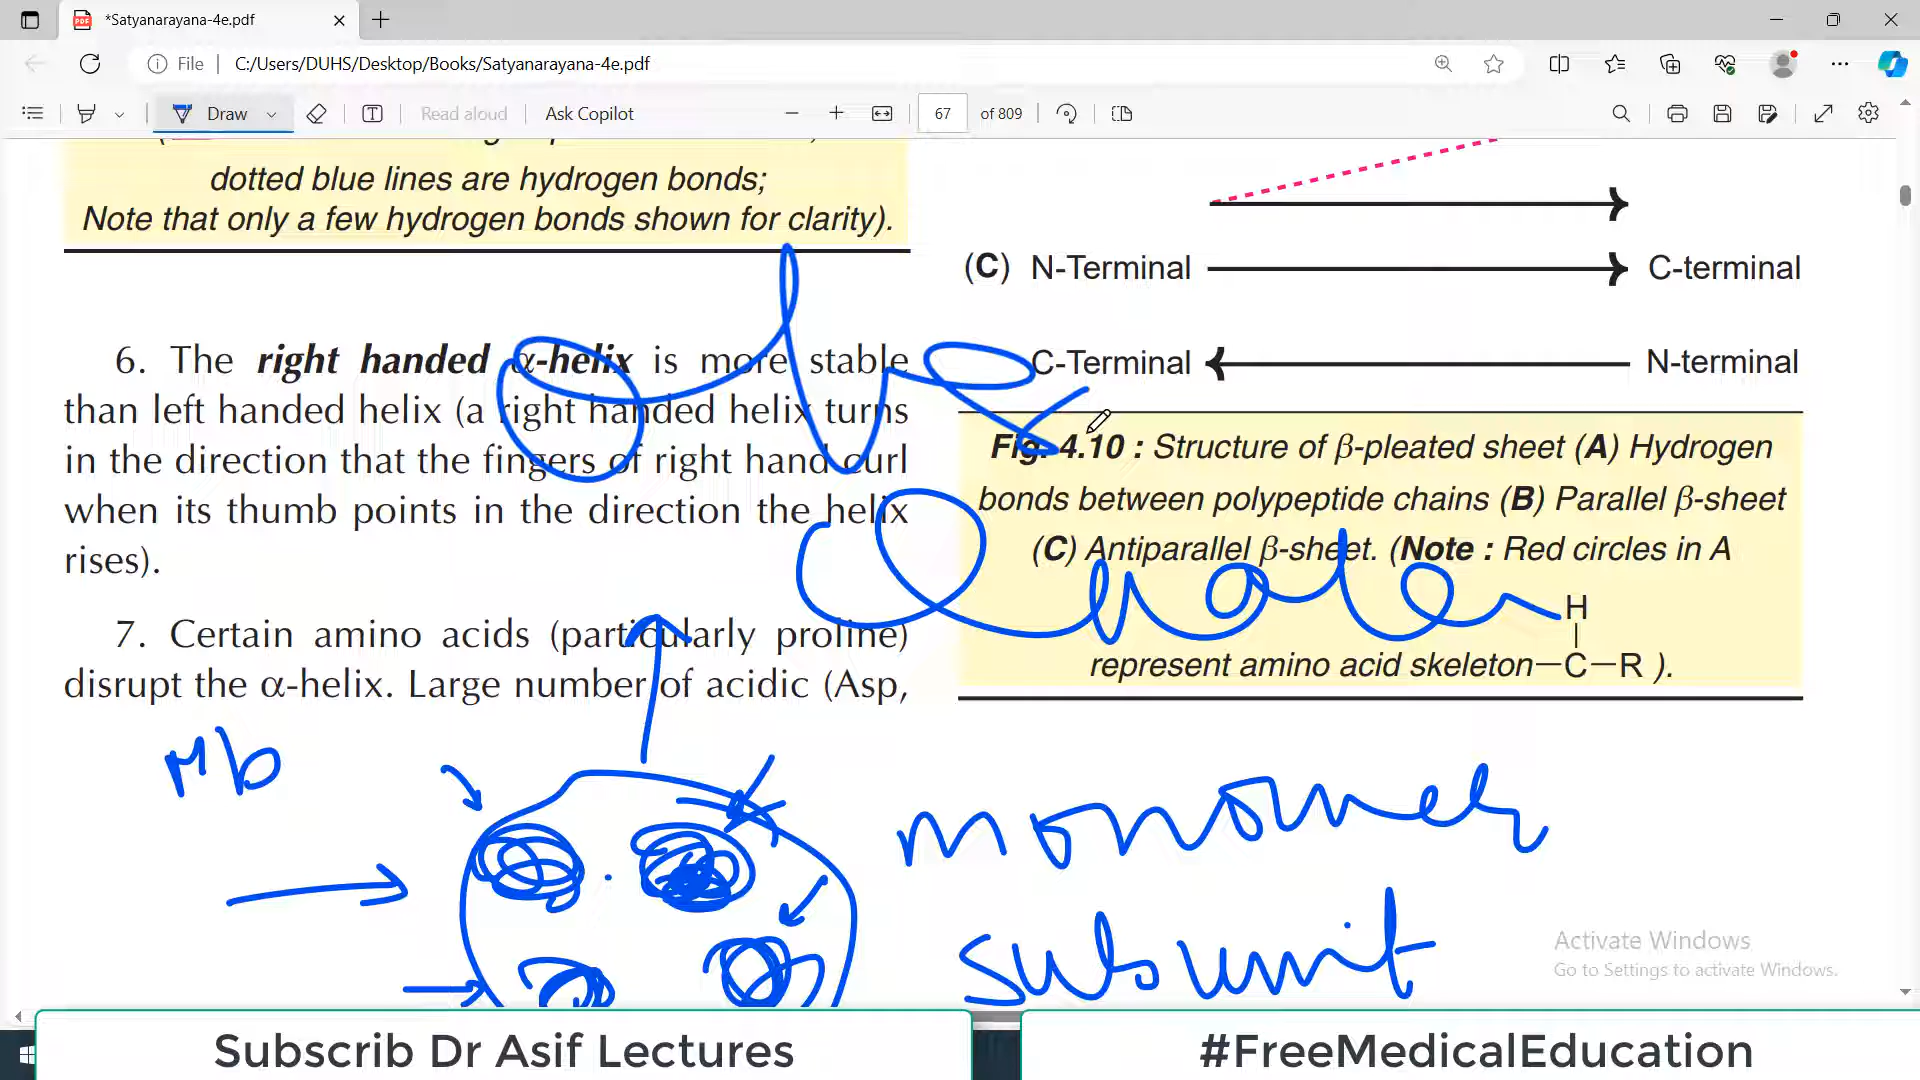 *Satyanarayana-4e.pdf
File
C:/Users/DUHS/Desktop/Books/Satyanarayana-4e.pdf
Draw
Read aloud
Ask Copilot
67 of 809
dotted blue lines are hydrogen bonds;
Note that only a few hydrogen bonds shown for clarity).
6. The right handed α-helix is more stable
than left handed helix (a right handed helix turns
in the direction that the fingers of right hand curl
when its thumb points in the direction the helix
rises).
7. Certain amino acids (particularly proline)
disrupt the α-helix. Large number of acidic (Asp,
(C) N-Terminal C-terminal
C-Terminal N-terminal
Fig. 4.10 : Structure of β-pleated sheet (A) Hydrogen
bonds between polypeptide chains (B) Parallel β-sheet
(C) Antiparallel β-sheet. (Note : Red circles in A
H
represent amino acid skeleton—C—R ).
Mb
monomer
subunit
Activate Windows
Go to Settings to activate Windows.
Subscrib Dr Asif Lectures
#FreeMedicalEducation